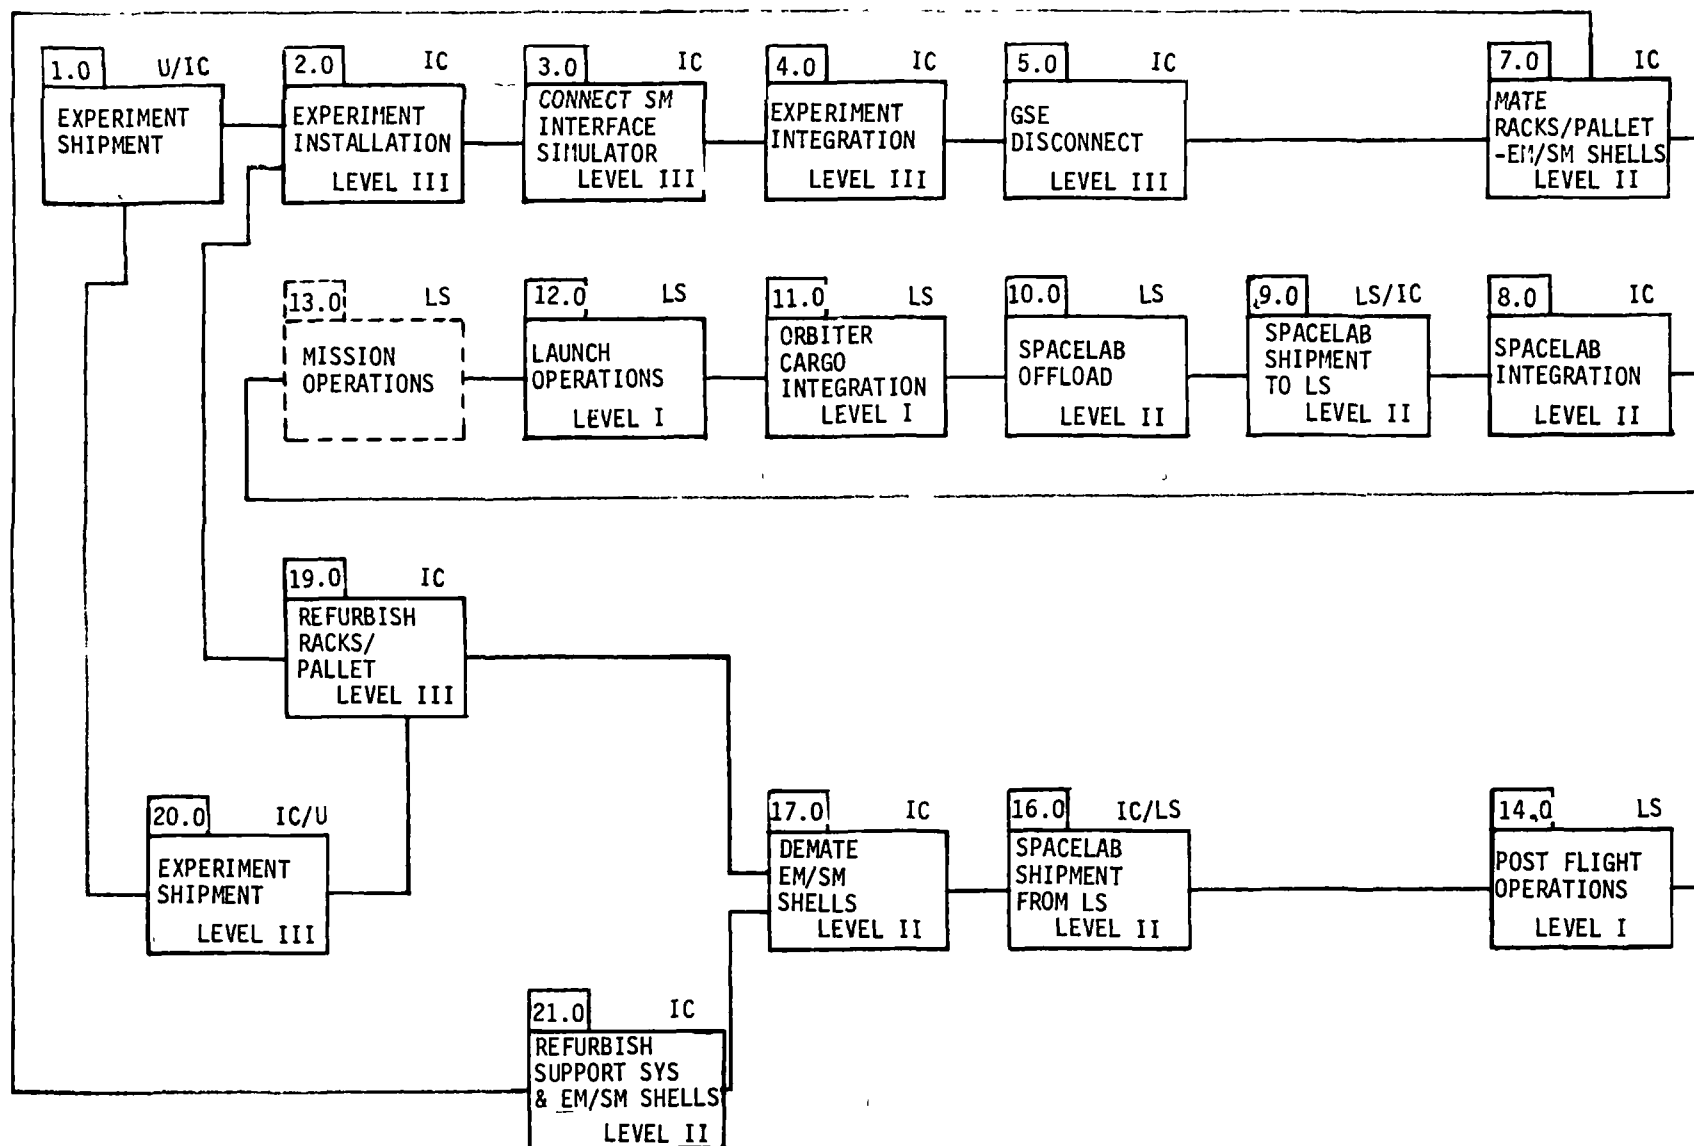 1.0 U/IC
EXPERIMENT
SHIPMENT
2.0 IC
EXPERIMENT
INSTALLATION
LEVEL III
3.0 IC
CONNECT SM
INTERFACE
SIMULATOR
LEVEL III
4.0 IC
EXPERIMENT
INTEGRATION
LEVEL III
5.0 IC
GSE
DISCONNECT
LEVEL III
7.0 IC
MATE
RACKS/PALLET
-EM/SM SHELLS
LEVEL II
13.0 LS
MISSION
OPERATIONS
12.0 LS
LAUNCH
OPERATIONS
LEVEL I
11.0 LS
ORBITER
CARGO
INTEGRATION
LEVEL I
10.0 LS
SPACELAB
OFFLOAD
LEVEL II
9.0 LS/IC
SPACELAB
SHIPMENT
TO LS
LEVEL II
8.0 IC
SPACELAB
INTEGRATION
LEVEL II
19.0 IC
REFURBISH
RACKS/
PALLET
LEVEL III
20.0 IC/U
EXPERIMENT
SHIPMENT
LEVEL III
17.0 IC
DEMATE
EM/SM
SHELLS
LEVEL II
16.0 IC/LS
SPACELAB
SHIPMENT
FROM LS
LEVEL II
14.0 LS
POST FLIGHT
OPERATIONS
LEVEL I
21.0 IC
REFURBISH
SUPPORT SYS
& EM/SM SHELLS
LEVEL II